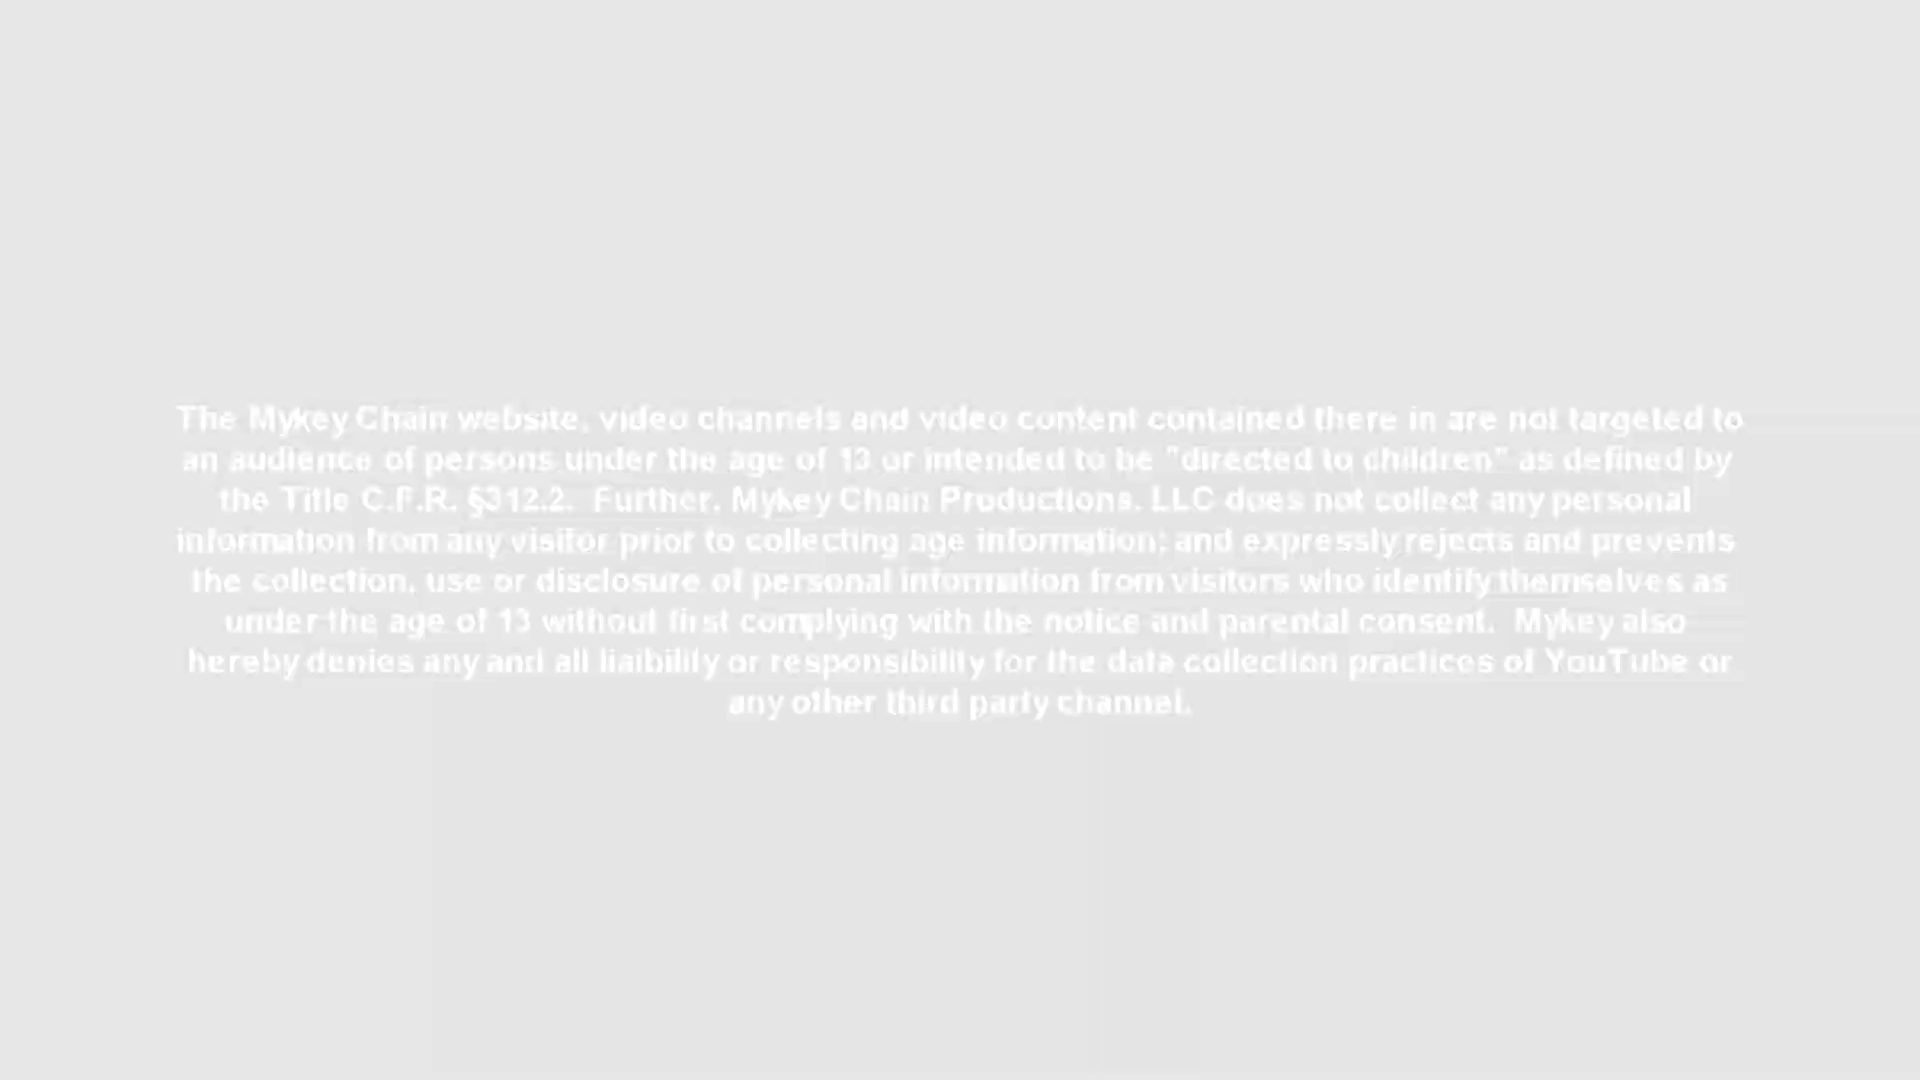 The Mykey Chain website, video channels and video content contained there in are not targeted to
an audience of persons under the age of 13 or intended to be "directed to children" as defined by
the Title C.F.R. §312.2.  Further, Mykey Chain Productions, LLC does not collect any personal
information from any visitor prior to collecting age information; and expressly rejects and prevents
the collection, use or disclosure of personal information from visitors who identify themselves as
under the age of 13 without first complying with the notice and parental consent.  Mykey also
hereby denies any and all liaibility or responsibility for the data collection practices of YouTube or
any other third party channel.